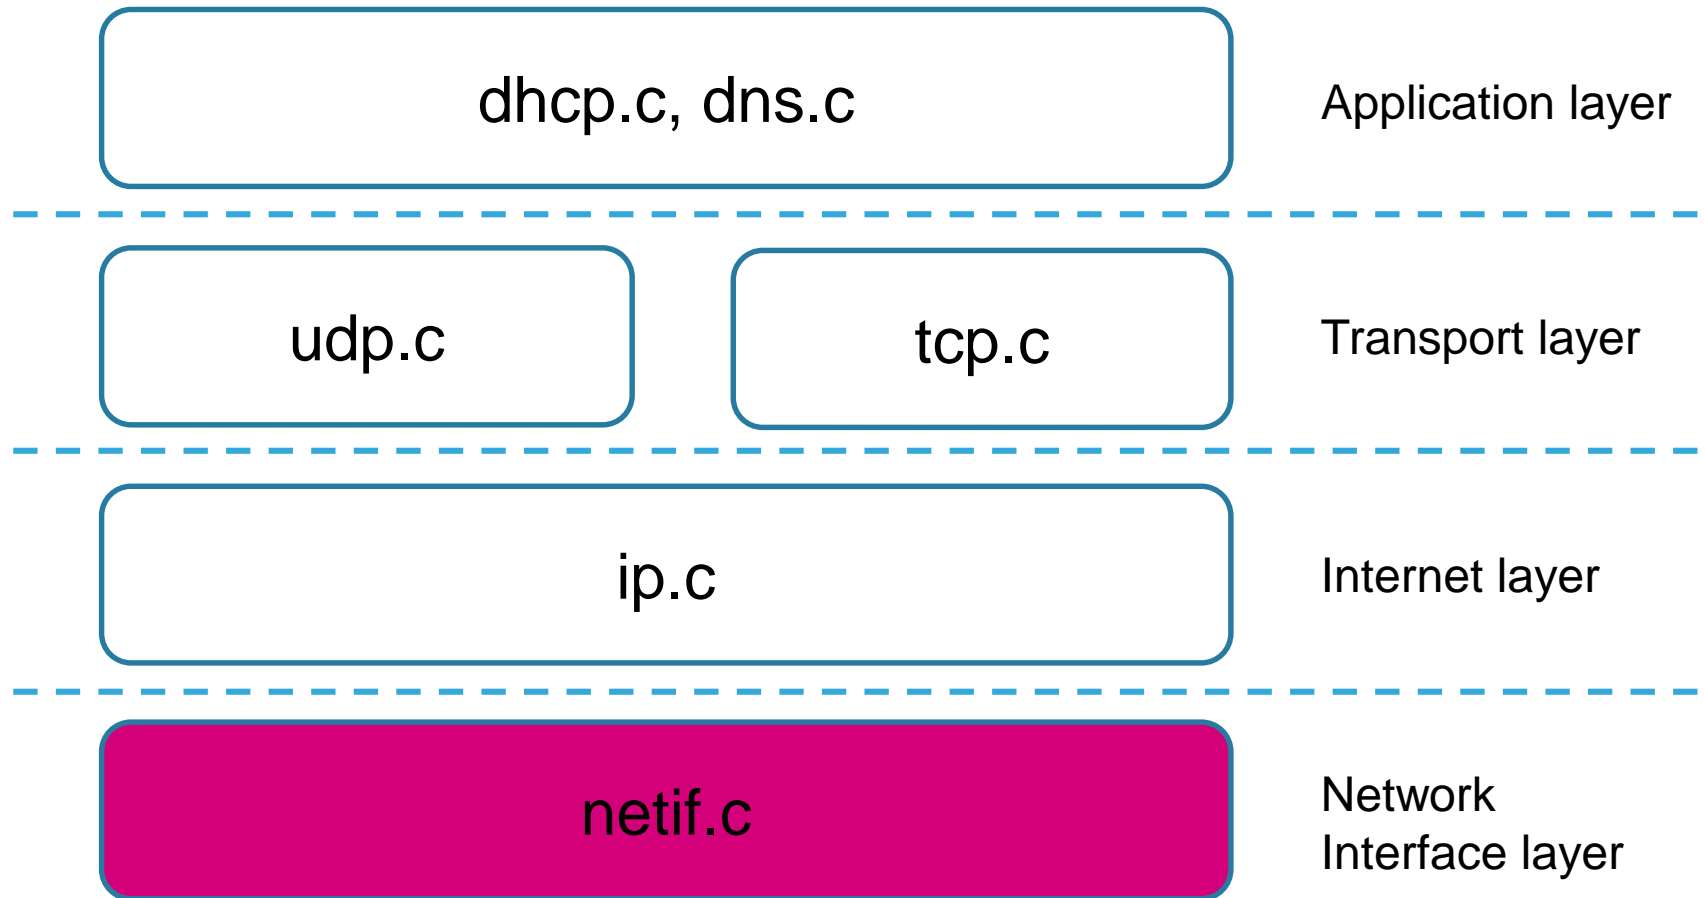 dhcp.c, dns.c
Application layer
udp.c
tcp.c
Transport layer
ip.c
Internet layer
netif.c
Network
Interface layer